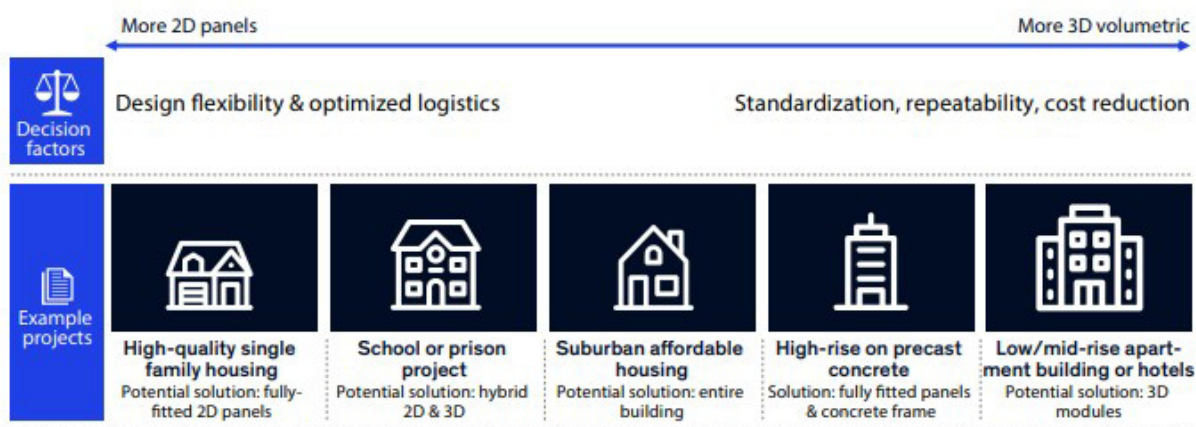 More 2D panels
More 3D volumetric
Decision
factors
Design flexibility & optimized logistics
Standardization, repeatability, cost reduction
Example
projects
High-quality single
family housing
Potential solution: fully-
fitted 2D panels
School or prison
project
Potential solution: hybrid
2D & 3D
Suburban affordable
housing
Potential solution: entire
building
High-rise on precast
concrete
Solution: fully fitted panels
& concrete frame
Low/mid-rise apart-
ment building or hotels
Potential solution: 3D
modules